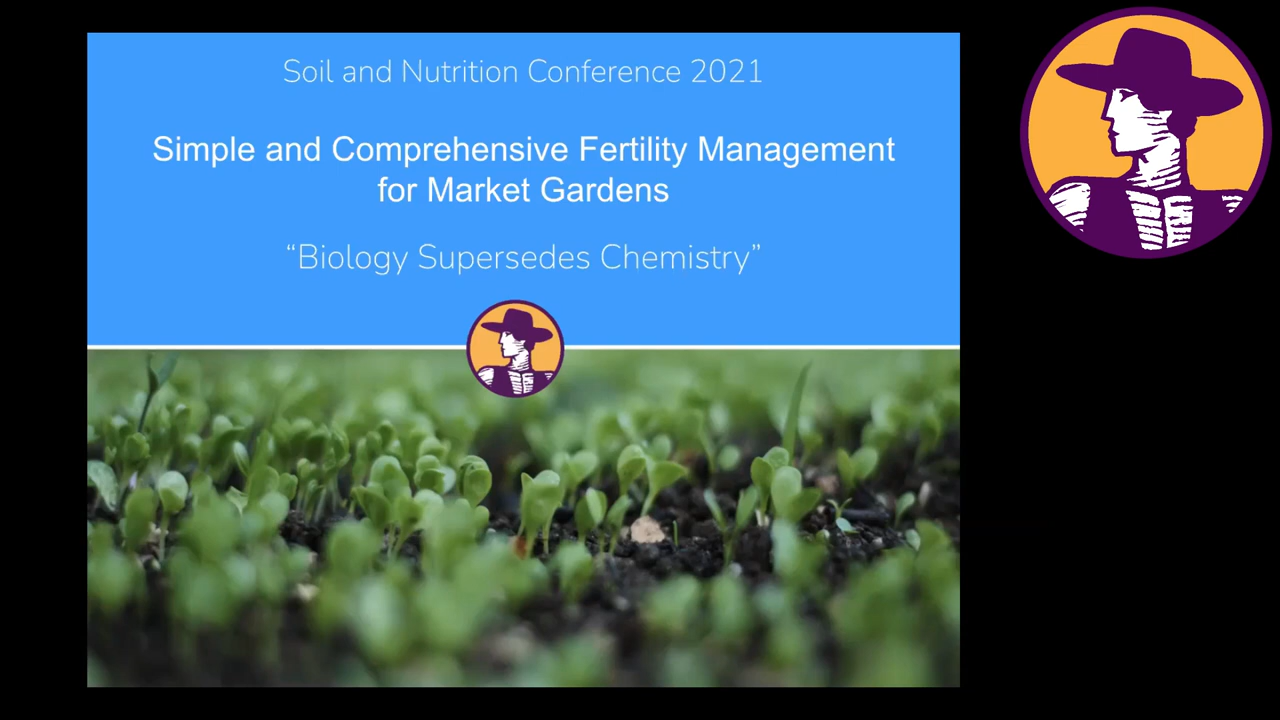 Soil and Nutrition Conference 2021
Simple and Comprehensive Fertility Management
for Market Gardens
“Biology Supersedes Chemistry”